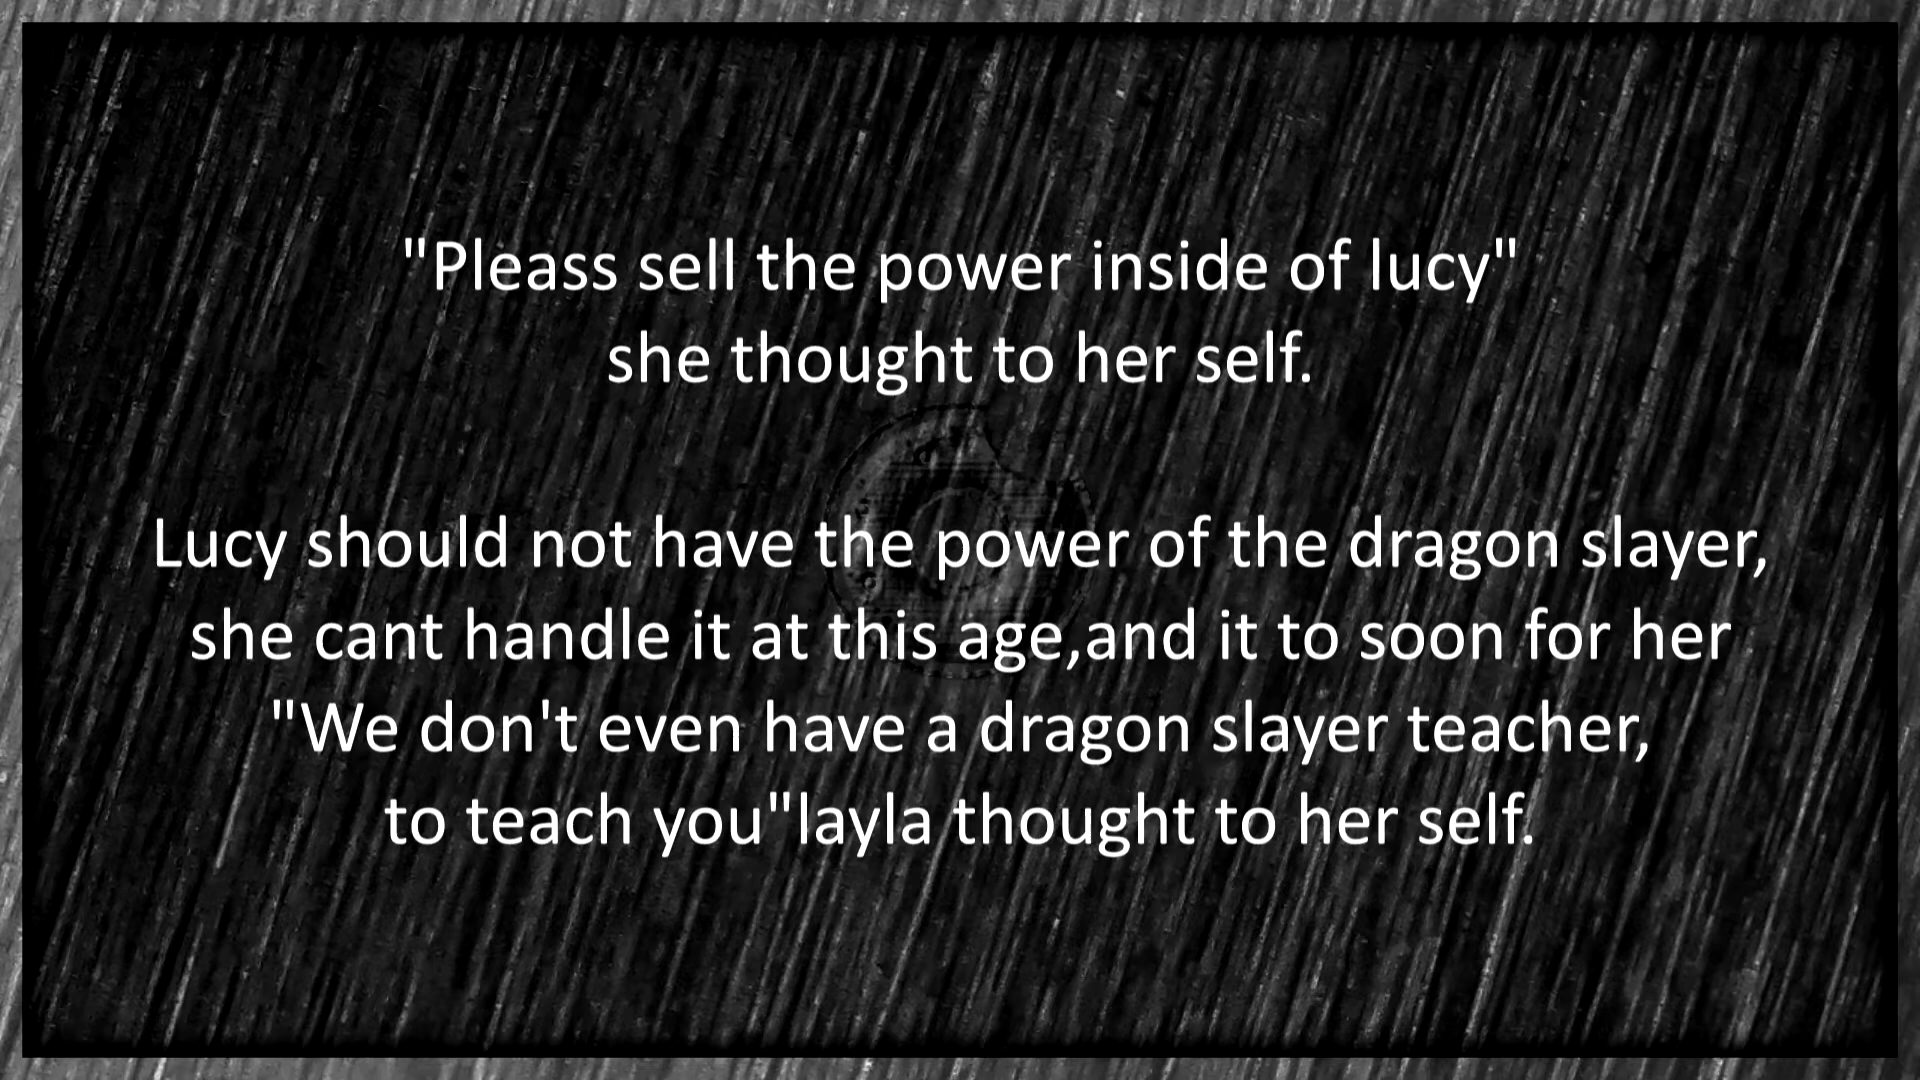 "Pleass sell the power inside of lucy"
she thought to her self.
Lucy should not have the power of the dragon slayer,
she cant handle it at this age,and it to soon for her
"We don't even have a dragon slayer teacher,
to teach you"layla thought to her self.